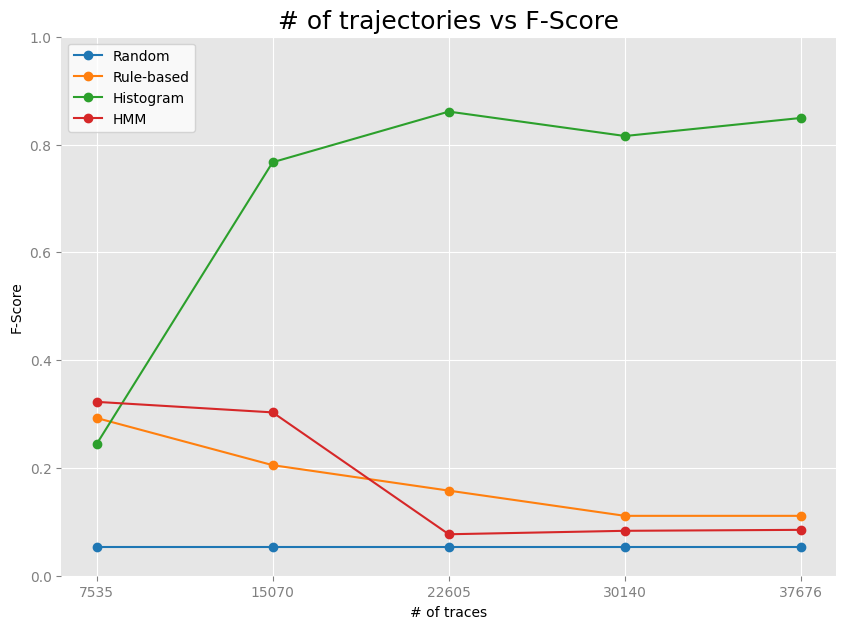 # of trajectories vs F-Score
1.0
Random
Rule-based
Histogram
HMM
0.8
0.6
F-Score
0.4
0.2
0.0
7535 15070 22605 30140 37676
# of traces